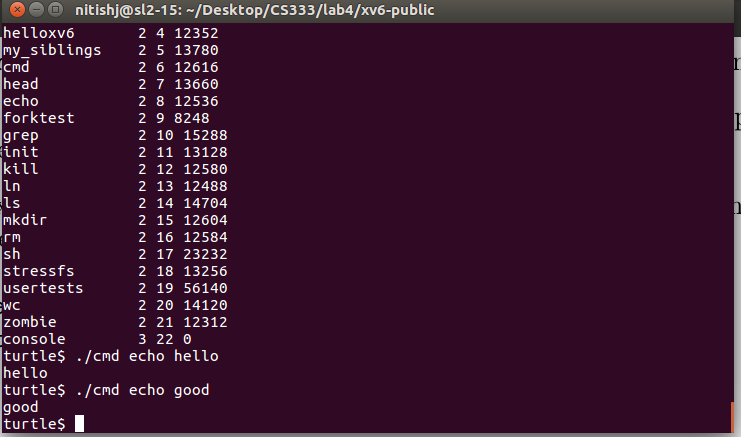 nitishj@sl2-15: ~/Desktop/CS333/lab4/xv6-public
helloxv6 2 4 12352
my_siblings 2 5 13780
cmd 2 6 12616
head 2 7 13660
echo 2 8 12536
forktest 2 9 8248
grep 2 10 15288
init 2 11 13128
kill 2 12 12580
ln 2 13 12488
ls 2 14 14704
mkdir 2 15 12604
rm 2 16 12584
sh 2 17 23232
stressfs 2 18 13256
usertests 2 19 56140
wc 2 20 14120
zombie 2 21 12312
console 3 22 0
turtle$ ./cmd echo hello
hello
turtle$ ./cmd echo good
good
turtle$